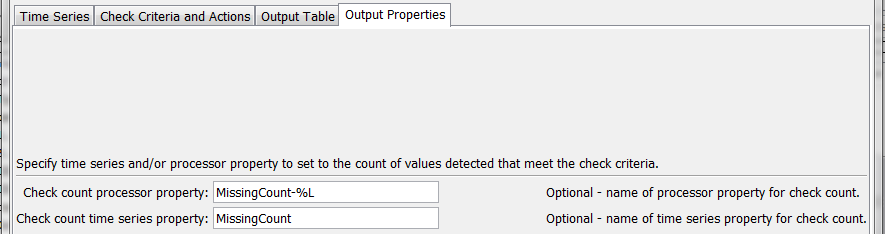 Time Series Check Criteria and Actions Output Table Output Properties
Specify time series and/or processor property to set to the count of values detected that meet the check criteria.
Check count processor property: MissingCount-%L Optional - name of processor property for check count.
Check count time series property: MissingCount Optional - name of time series property for check count.